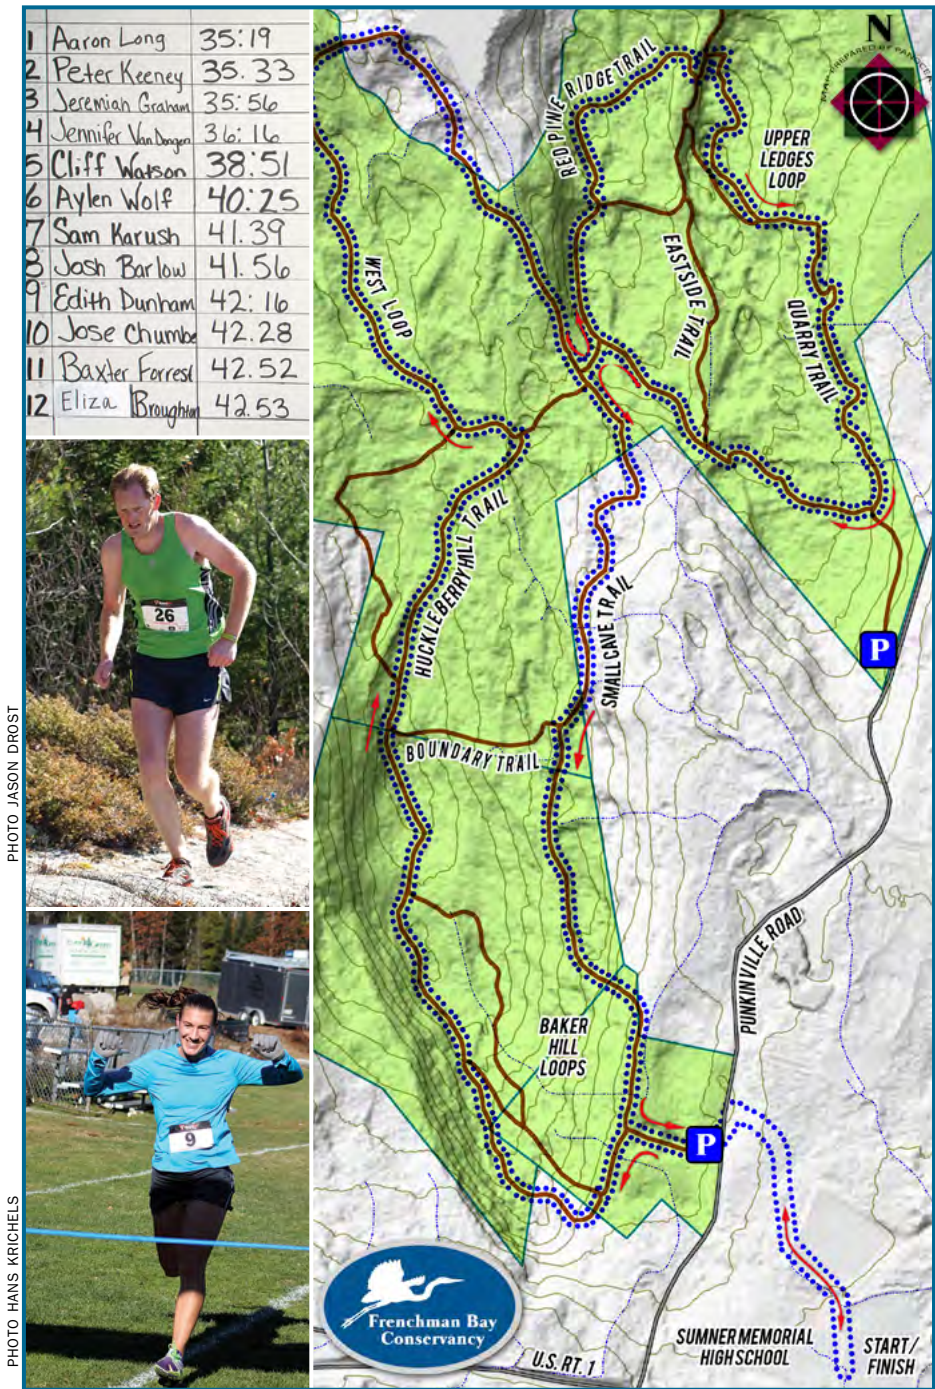 1 Aaron Long 35:19
2 Peter Keeney 35.33
3 Jeremiah Graham 35:56
4 Jennifer VanDongen 36:16
5 Cliff Watson 38:51
6 Aylen Wolf 40:25
7 Sam Karush 41.39
8 Josh Barlow 41.56
9 Edith Dunham 42:16
10 Jose Chumbe 42.28
11 Baxter Forrest 42.52
12 Eliza Broughton 42.53
26
PHOTO JASON DROST
9
PHOTO HANS KRICHELS
N
MAP PREPARED BY
RED PINE RIDGE TRAIL
UPPER
LEDGES
LOOP
WEST LOOP
EASTSIDE TRAIL
QUARRY TRAIL
HUCKLEBERRY HILL TRAIL
SMALL CANE TRAIL
P
BOUNDARY TRAIL
PUNKINVILLE ROAD
BAKER
HILL
LOOPS
P
Frenchman Bay
Conservancy
SUMNER MEMORIAL
HIGH SCHOOL
START/
FINISH
U.S. RT. 1